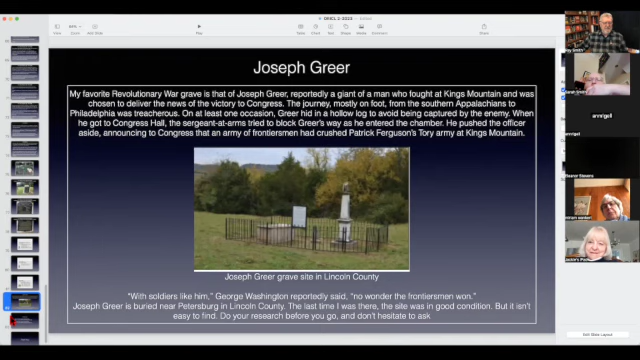 Joseph Greer
My favorite Revolutionary War grave is that of Joseph Greer, reportedly a giant of a man who fought at Kings Mountain and was
chosen to deliver the news of the victory to Congress. The journey, mostly on foot, from the southern Appalachians to
Philadelphia was treacherous. On at least one occasion, Greer hid in a hollow log to avoid being captured by the enemy. When
he got to Congress Hall, the sergeant-at-arms tried to block Greer's way as he entered the chamber. He pushed the officer
aside, announcing to Congress that an army of frontiersmen had crushed Patrick Ferguson's Tory army at Kings Mountain.
Joseph Greer grave site in Lincoln County
"With soldiers like him," George Washington reportedly said, "no wonder the frontiersmen won."
Joseph Greer is buried near Petersburg in Lincoln County. The last time I was there, the site was in good condition. But it isn't
easy to find. Do your research before you go, and don't hesitate to ask
Edit Slide Layout
annrigell
annrigell
Eleanor Stevens